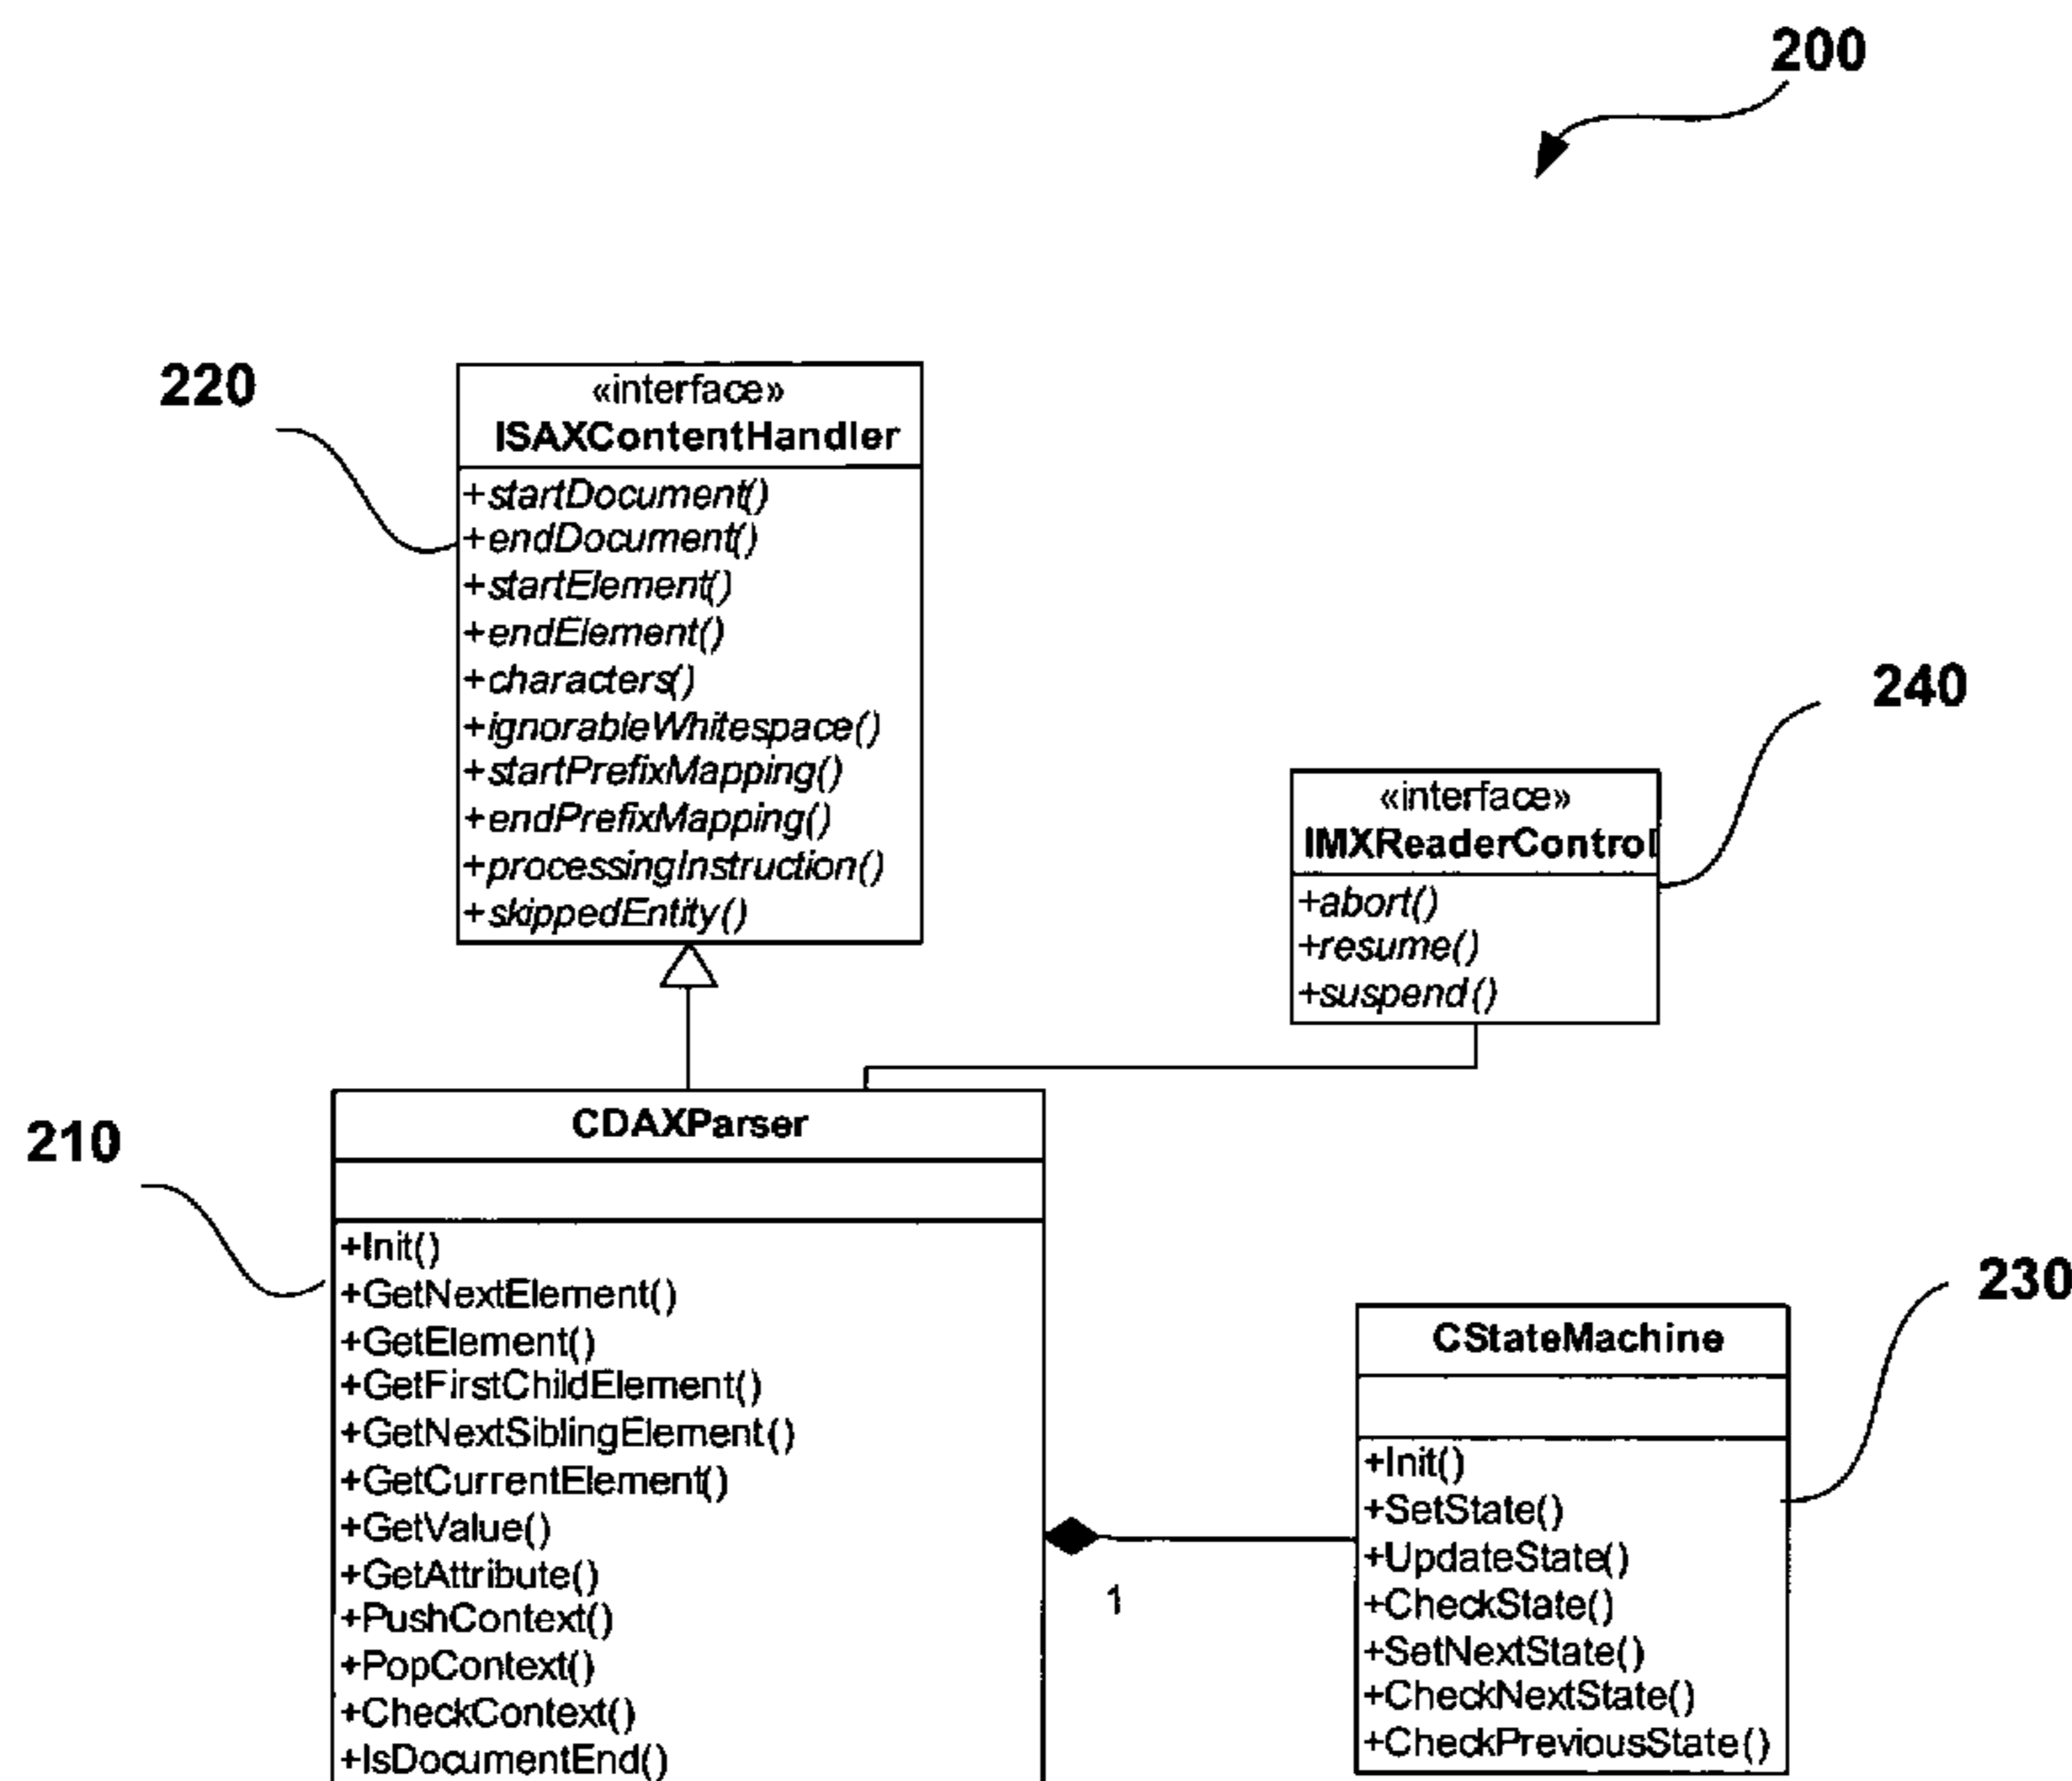 200
220
«interface»
ISAXContentHandler
+startDocument()
+endDocument()
+startElement()
+endElement()
+characters()
+ignorableWhitespace()
+startPrefixMapping()
+endPrefixMapping()
+processingInstruction()
+skippedEntity()
240
«interface»
IMXReaderControl
+abort()
+resume()
+suspend()
210
CDAXParser
+Init()
+GetNextElement()
+GetElement()
+GetFirstChildElement()
+GetNextSiblingElement()
+GetCurrentElement()
+GetValue()
+GetAttribute()
+PushContext()
+PopContext()
+CheckContext()
+IsDocumentEnd()
1
230
CStateMachine
+Init()
+SetState()
+UpdateState()
+CheckState()
+SetNextState()
+CheckNextState()
+CheckPreviousState()